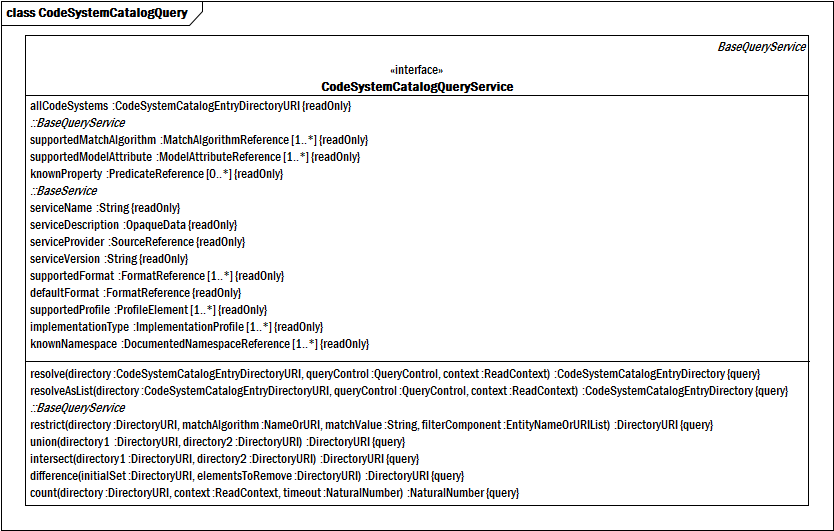 class CodeSystemCatalogQuery
BaseQueryService
«interface»
CodeSystemCatalogQueryService
allCodeSystems :CodeSystemCatalogEntryDirectoryURI {readOnly}
::BaseQueryService
supportedMatchAlgorithm :MatchAlgorithmReference [1..*] {readOnly}
supportedModelAttribute :ModelAttributeReference [1..*] {readOnly}
knownProperty :PredicateReference [0..*] {readOnly}
::BaseService
serviceName :String {readOnly}
serviceDescription :OpaqueData {readOnly}
serviceProvider :SourceReference {readOnly}
serviceVersion :String {readOnly}
supportedFormat :FormatReference [1..*] {readOnly}
defaultFormat :FormatReference {readOnly}
supportedProfile :ProfileElement [1..*] {readOnly}
implementationType :ImplementationProfile [1..*] {readOnly}
knownNamespace :DocumentedNamespaceReference [1..*] {readOnly}
resolve(directory :CodeSystemCatalogEntryDirectoryURI, queryControl :QueryControl, context :ReadContext) :CodeSystemCatalogEntryDirectory {query}
resolveAsList(directory :CodeSystemCatalogEntryDirectoryURI, queryControl :QueryControl, context :ReadContext) :CodeSystemCatalogEntryDirectory {query}
::BaseQueryService
restrict(directory :DirectoryURI, matchAlgorithm :NameOrURI, matchValue :String, filterComponent :EntityNameOrURIList) :DirectoryURI {query}
union(directory1 :DirectoryURI, directory2 :DirectoryURI) :DirectoryURI {query}
intersect(directory1 :DirectoryURI, directory2 :DirectoryURI) :DirectoryURI {query}
difference(initialSet :DirectoryURI, elementsToRemove :DirectoryURI) :DirectoryURI {query}
count(directory :DirectoryURI, context :ReadContext, timeout :NaturalNumber) :NaturalNumber {query}